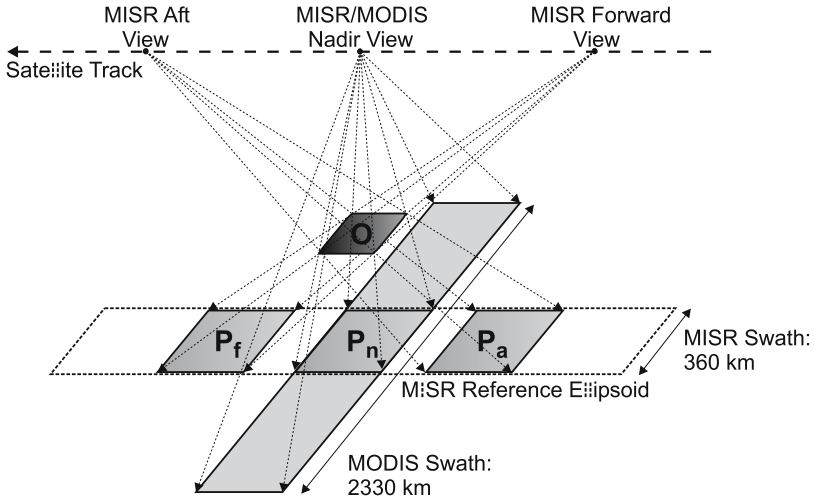 MISR Aft
View
MISR/MODIS
Nadir View
MISR Forward
View
Satellite Track
O
Pf
Pn
Pa
MISR Swath:
360 km
MISR Reference Ellipsoid
MODIS Swath:
2330 km